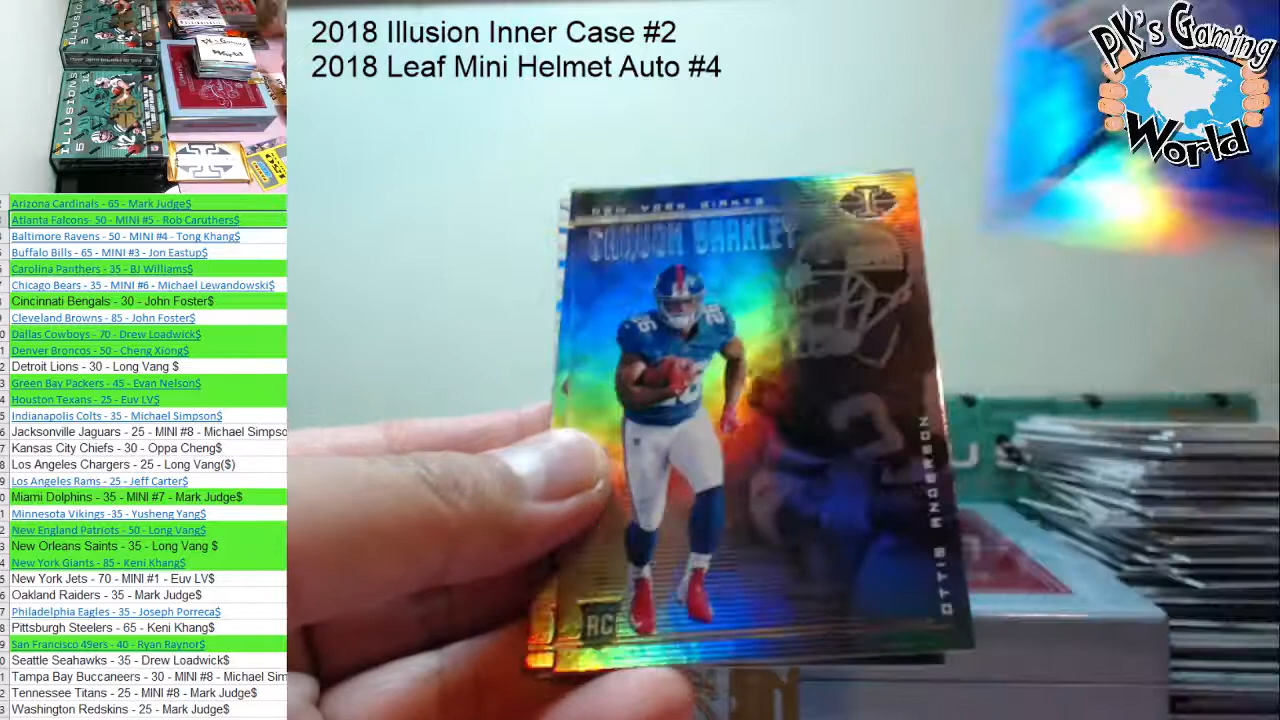 2018 Illusion Inner Case #2
2018 Leaf Mini Helmet Auto #4
PK's Gaming
World
ILLUSIONS
ILLUSIONS
Arizona Cardinals - 65 - Mark Judge$
Atlanta Falcons- 50 - MINI #5 - Rob Caruthers$
Baltimore Ravens - 50 - MINI #4 - Tong Khang$
Buffalo Bills - 65 - MINI #3 - Jon Eastup$
Carolina Panthers - 35 - BJ Williams$
Chicago Bears - 35 - MINI #6 - Michael Lewandowski$
Cincinnati Bengals - 30 - John Foster$
Cleveland Browns - 85 - John Foster$
Dallas Cowboys - 70 - Drew Loadwick$
Denver Broncos - 50 - Cheng Xiong$
Detroit Lions - 30 - Long Vang $
Green Bay Packers - 45 - Evan Nelson$
Houston Texans - 25 - Euv LV$
Indianapolis Colts - 35 - Michael Simpson$
Jacksonville Jaguars - 25 - MINI #8 - Michael Simpso
Kansas City Chiefs - 30 - Oppa Cheng$
Los Angeles Chargers - 25 - Long Vang($)
Los Angeles Rams - 25 - Jeff Carter$
Miami Dolphins - 35 - MINI #7 - Mark Judge$
Minnesota Vikings -35 - Yusheng Yang$
New England Patriots - 50 - Long Vang$
New Orleans Saints - 35 - Long Vang $
New York Giants - 85 - Keni Khang$
New York Jets - 70 - MINI #1 - Euv LV$
Oakland Raiders - 35 - Mark Judge$
Philadelphia Eagles - 35 - Joseph Porreca$
Pittsburgh Steelers - 65 - Keni Khang$
San Francisco 49ers - 40 - Ryan Raynor$
Seattle Seahawks - 35 - Drew Loadwick$
Tampa Bay Buccaneers - 30 - MINI #8 - Michael Sim
Tennessee Titans - 25 - MINI #8 - Mark Judge$
Washington Redskins - 25 - Mark Judge$
NEW YORK GIANTS
SAQUON BARKLEY
26 26
OTTIS ANDERSON
RC